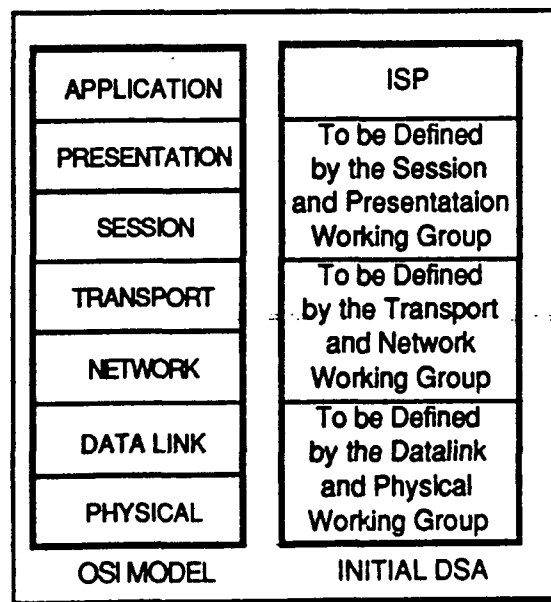 APPLICATION
PRESENTATION
SESSION
TRANSPORT
NETWORK
DATA LINK
PHYSICAL
OSI MODEL
ISP
To be Defined
by the Session
and Presentataion
Working Group
To be Defined
by the Transport
and Network
Working Group
To be Defined
by the Datalink
and Physical
Working Group
INITIAL DSA